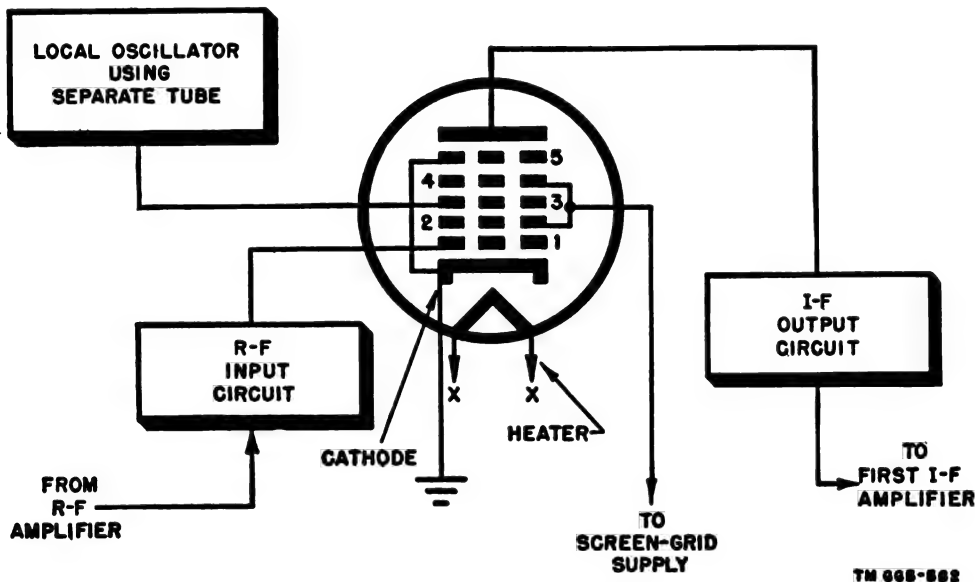 LOCAL OSCILLATOR
USING
SEPARATE TUBE
5
4
3
2
1
R-F
INPUT
CIRCUIT
I-F
OUTPUT
CIRCUIT
X
X
HEATER
CATHODE
FROM
R-F
AMPLIFIER
TO
SCREEN-GRID
SUPPLY
TO
FIRST I-F
AMPLIFIER